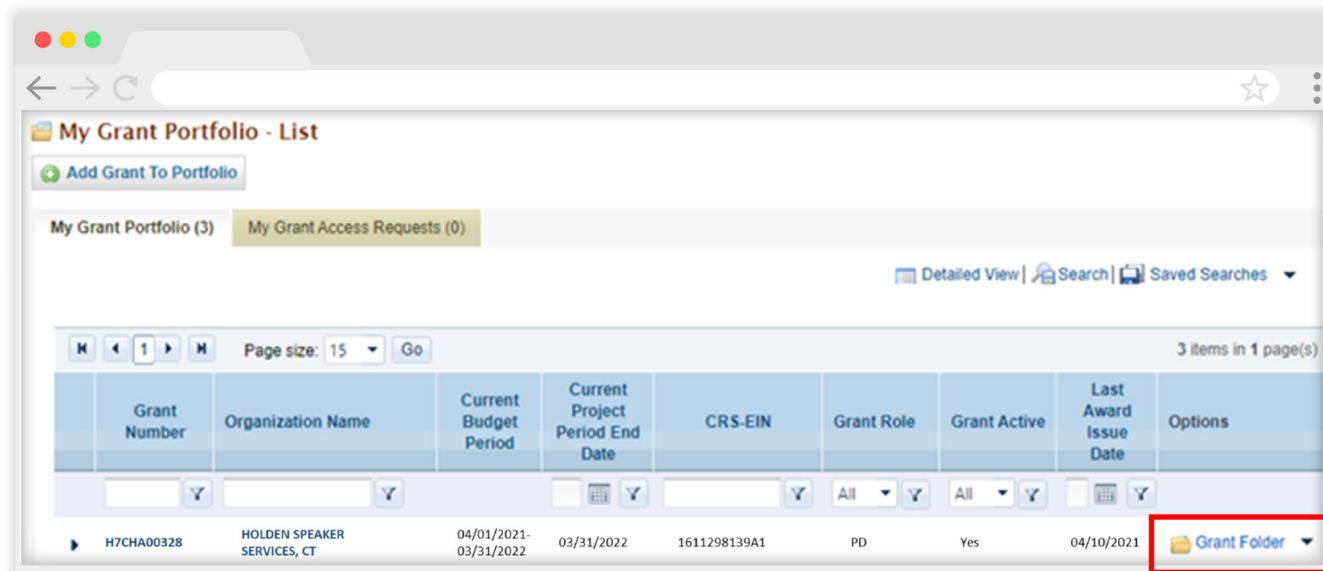 My Grant Portfolio - List
Add Grant To Portfolio
My Grant Portfolio (3) My Grant Access Requests (0)
Detailed View | Search | Saved Searches
1 Page size: 15 Go 3 items in 1 page(s)
Grant Number Organization Name Current Budget Period Current Project Period End Date CRS-EIN Grant Role Grant Active Last Award Issue Date Options
All All
H7CHA00328 HOLDEN SPEAKER SERVICES, CT 04/01/2021-03/31/2022 03/31/2022 1611298139A1 PD Yes 04/10/2021 Grant Folder